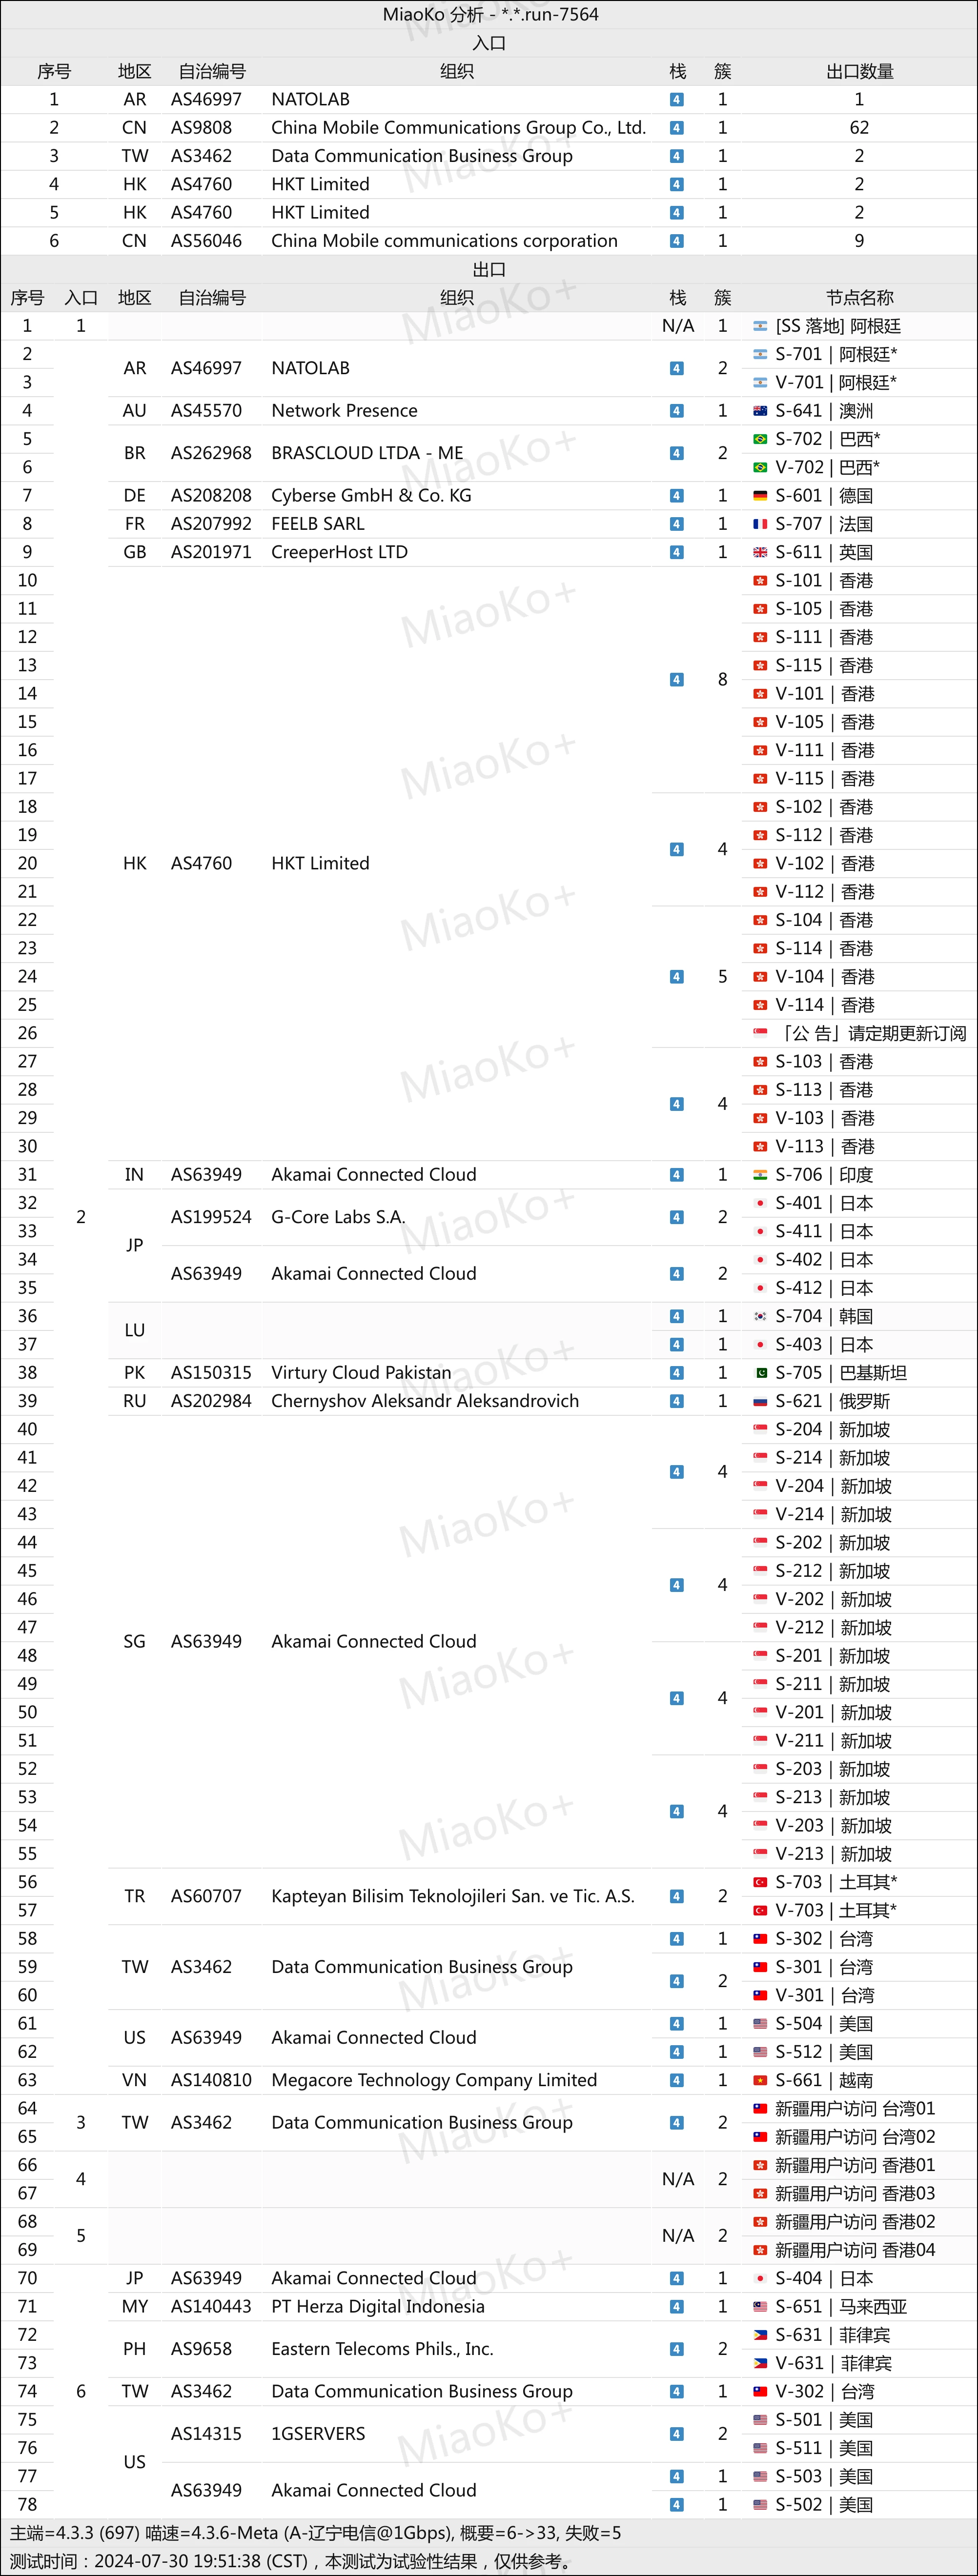 MiaoKo 分析 - *.*.run-7564
入口
序号 地区 自治编号 组织 栈 簇 出口数量
1 AR AS46997 NATOLAB 4 1 1
2 CN AS9808 China Mobile Communications Group Co., Ltd. 4 1 62
3 TW AS3462 Data Communication Business Group 4 1 2
4 HK AS4760 HKT Limited 4 1 2
5 HK AS4760 HKT Limited 4 1 2
6 CN AS56046 China Mobile communications corporation 4 1 9
出口
序号 入口 地区 自治编号 组织 栈 簇 节点名称
1 1 N/A 1 [SS 落地] 阿根廷
2 S-701 | 阿根廷*
AR AS46997 NATOLAB 4 2
3 V-701 | 阿根廷*
4 AU AS45570 Network Presence 4 1 S-641 | 澳洲
5 S-702 | 巴西*
BR AS262968 BRASCLOUD LTDA - ME 4 2
6 V-702 | 巴西*
7 DE AS208208 Cyberse GmbH & Co. KG 4 1 S-601 | 德国
8 FR AS207992 FEELB SARL 4 1 S-707 | 法国
9 GB AS201971 CreeperHost LTD 4 1 S-611 | 英国
10 S-101 | 香港
11 S-105 | 香港
12 S-111 | 香港
13 S-115 | 香港
4 8
14 V-101 | 香港
15 V-105 | 香港
16 V-111 | 香港
17 V-115 | 香港
18 S-102 | 香港
19 S-112 | 香港
4 4
20 HK AS4760 HKT Limited V-102 | 香港
21 V-112 | 香港
22 S-104 | 香港
23 S-114 | 香港
24 4 5 V-104 | 香港
25 V-114 | 香港
26 「公 告」请定期更新订阅
27 S-103 | 香港
28 S-113 | 香港
4 4
29 V-103 | 香港
30 V-113 | 香港
31 IN AS63949 Akamai Connected Cloud 4 1 S-706 | 印度
32 S-401 | 日本
2 AS199524 G-Core Labs S.A. 4 2
33 S-411 | 日本
JP
34 S-402 | 日本
AS63949 Akamai Connected Cloud 4 2
35 S-412 | 日本
36 4 1 S-704 | 韩国
LU
37 4 1 S-403 | 日本
38 PK AS150315 Virtury Cloud Pakistan 4 1 S-705 | 巴基斯坦
39 RU AS202984 Chernyshov Aleksandr Aleksandrovich 4 1 S-621 | 俄罗斯
40 S-204 | 新加坡
41 S-214 | 新加坡
4 4
42 V-204 | 新加坡
43 V-214 | 新加坡
44 S-202 | 新加坡
45 S-212 | 新加坡
4 4
46 V-202 | 新加坡
47 V-212 | 新加坡
SG AS63949 Akamai Connected Cloud
48 S-201 | 新加坡
49 S-211 | 新加坡
4 4
50 V-201 | 新加坡
51 V-211 | 新加坡
52 S-203 | 新加坡
53 S-213 | 新加坡
4 4
54 V-203 | 新加坡
55 V-213 | 新加坡
56 S-703 | 土耳其*
TR AS60707 Kapteyan Bilisim Teknolojileri San. ve Tic. A.S. 4 2
57 V-703 | 土耳其*
58 4 1 S-302 | 台湾
59 TW AS3462 Data Communication Business Group S-301 | 台湾
4 2
60 V-301 | 台湾
61 4 1 S-504 | 美国
US AS63949 Akamai Connected Cloud
62 4 1 S-512 | 美国
63 VN AS140810 Megacore Technology Company Limited 4 1 S-661 | 越南
64 新疆用户访问 台湾01
3 TW AS3462 Data Communication Business Group 4 2
65 新疆用户访问 台湾02
66 新疆用户访问 香港01
4 N/A 2
67 新疆用户访问 香港03
68 新疆用户访问 香港02
5 N/A 2
69 新疆用户访问 香港04
70 JP AS63949 Akamai Connected Cloud 4 1 S-404 | 日本
71 MY AS140443 PT Herza Digital Indonesia 4 1 S-651 | 马来西亚
72 S-631 | 菲律宾
PH AS9658 Eastern Telecoms Phils., Inc. 4 2
73 V-631 | 菲律宾
74 6 TW AS3462 Data Communication Business Group 4 1 V-302 | 台湾
75 S-501 | 美国
AS14315 1GSERVERS 4 2
76 S-511 | 美国
US
77 4 1 S-503 | 美国
AS63949 Akamai Connected Cloud
78 4 1 S-502 | 美国
主端=4.3.3 (697) 喵速=4.3.6-Meta (A-辽宁电信@1Gbps), 概要=6->33, 失败=5
测试时间：2024-07-30 19:51:38 (CST)，本测试为试验性结果，仅供参考。